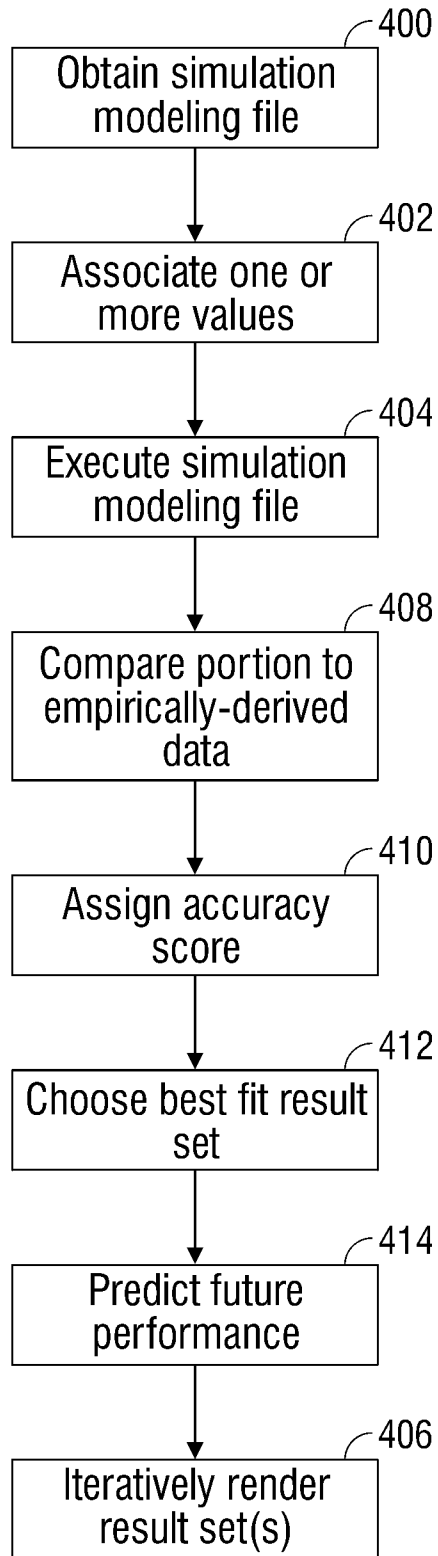 400
Obtain simulation
modeling file
402
Associate one or
more values
404
Execute simulation
modeling file
408
Compare portion to
empirically-derived
data
410
Assign accuracy
score
412
Choose best fit result
set
414
Predict future
performance
406
Iteratively render
result set(s)